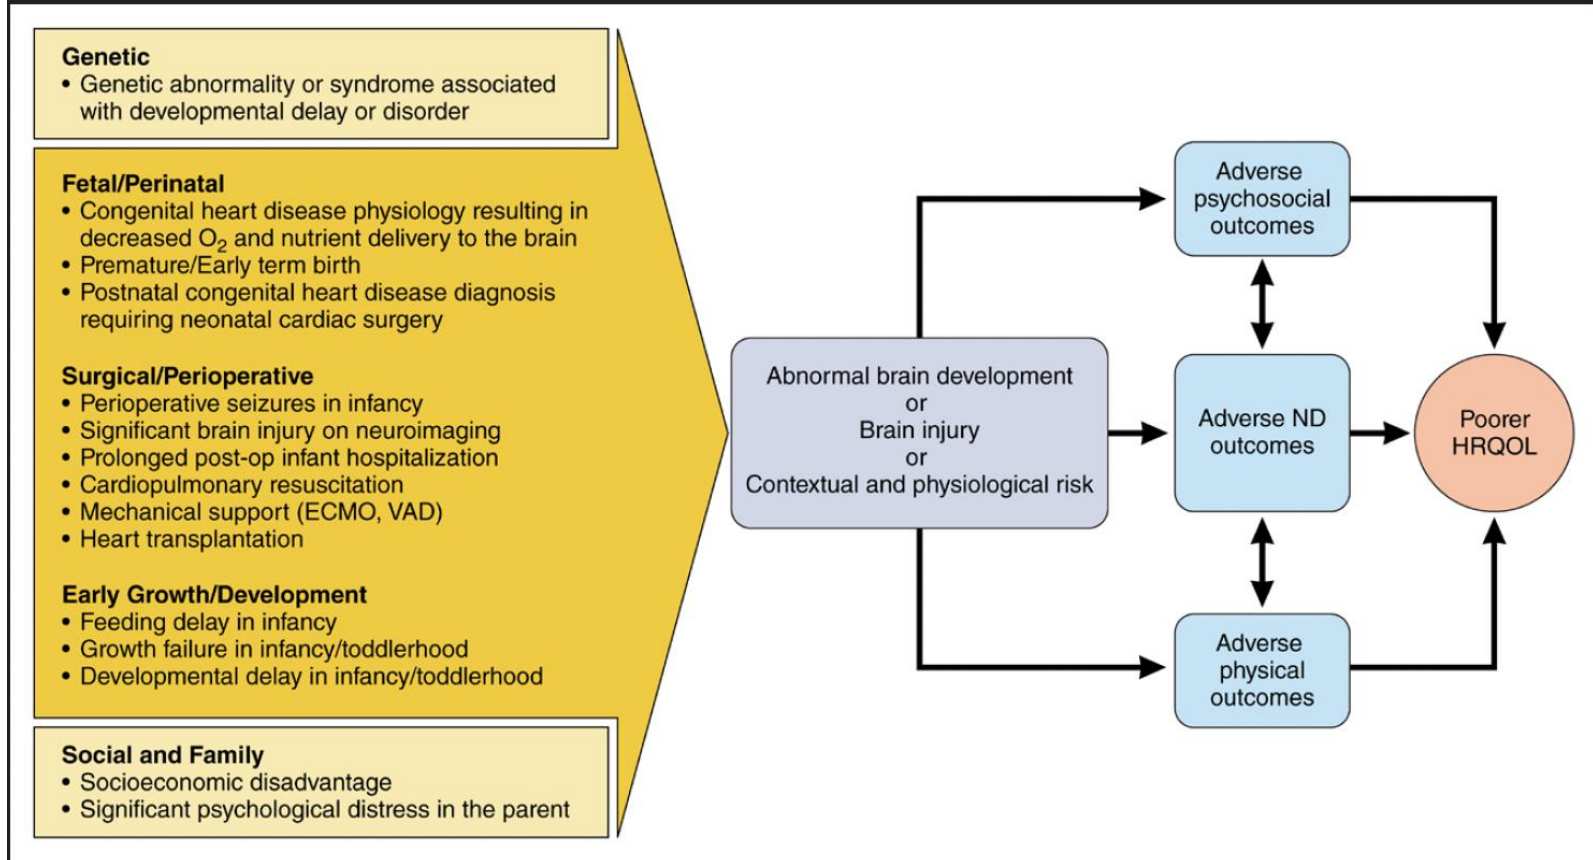 Genetic
• Genetic abnormality or syndrome associated
with developmental delay or disorder
Fetal/Perinatal
• Congenital heart disease physiology resulting in
decreased O₂ and nutrient delivery to the brain
• Premature/Early term birth
• Postnatal congenital heart disease diagnosis
requiring neonatal cardiac surgery
Surgical/Perioperative
• Perioperative seizures in infancy
• Significant brain injury on neuroimaging
• Prolonged post-op infant hospitalization
• Cardiopulmonary resuscitation
• Mechanical support (ECMO, VAD)
• Heart transplantation
Early Growth/Development
• Feeding delay in infancy
• Growth failure in infancy/toddlerhood
• Developmental delay in infancy/toddlerhood
Social and Family
• Socioeconomic disadvantage
• Significant psychological distress in the parent
Abnormal brain development
or
Brain injury
or
Contextual and physiological risk
Adverse
psychosocial
outcomes
Adverse ND
outcomes
Adverse
physical
outcomes
Poorer
HRQOL